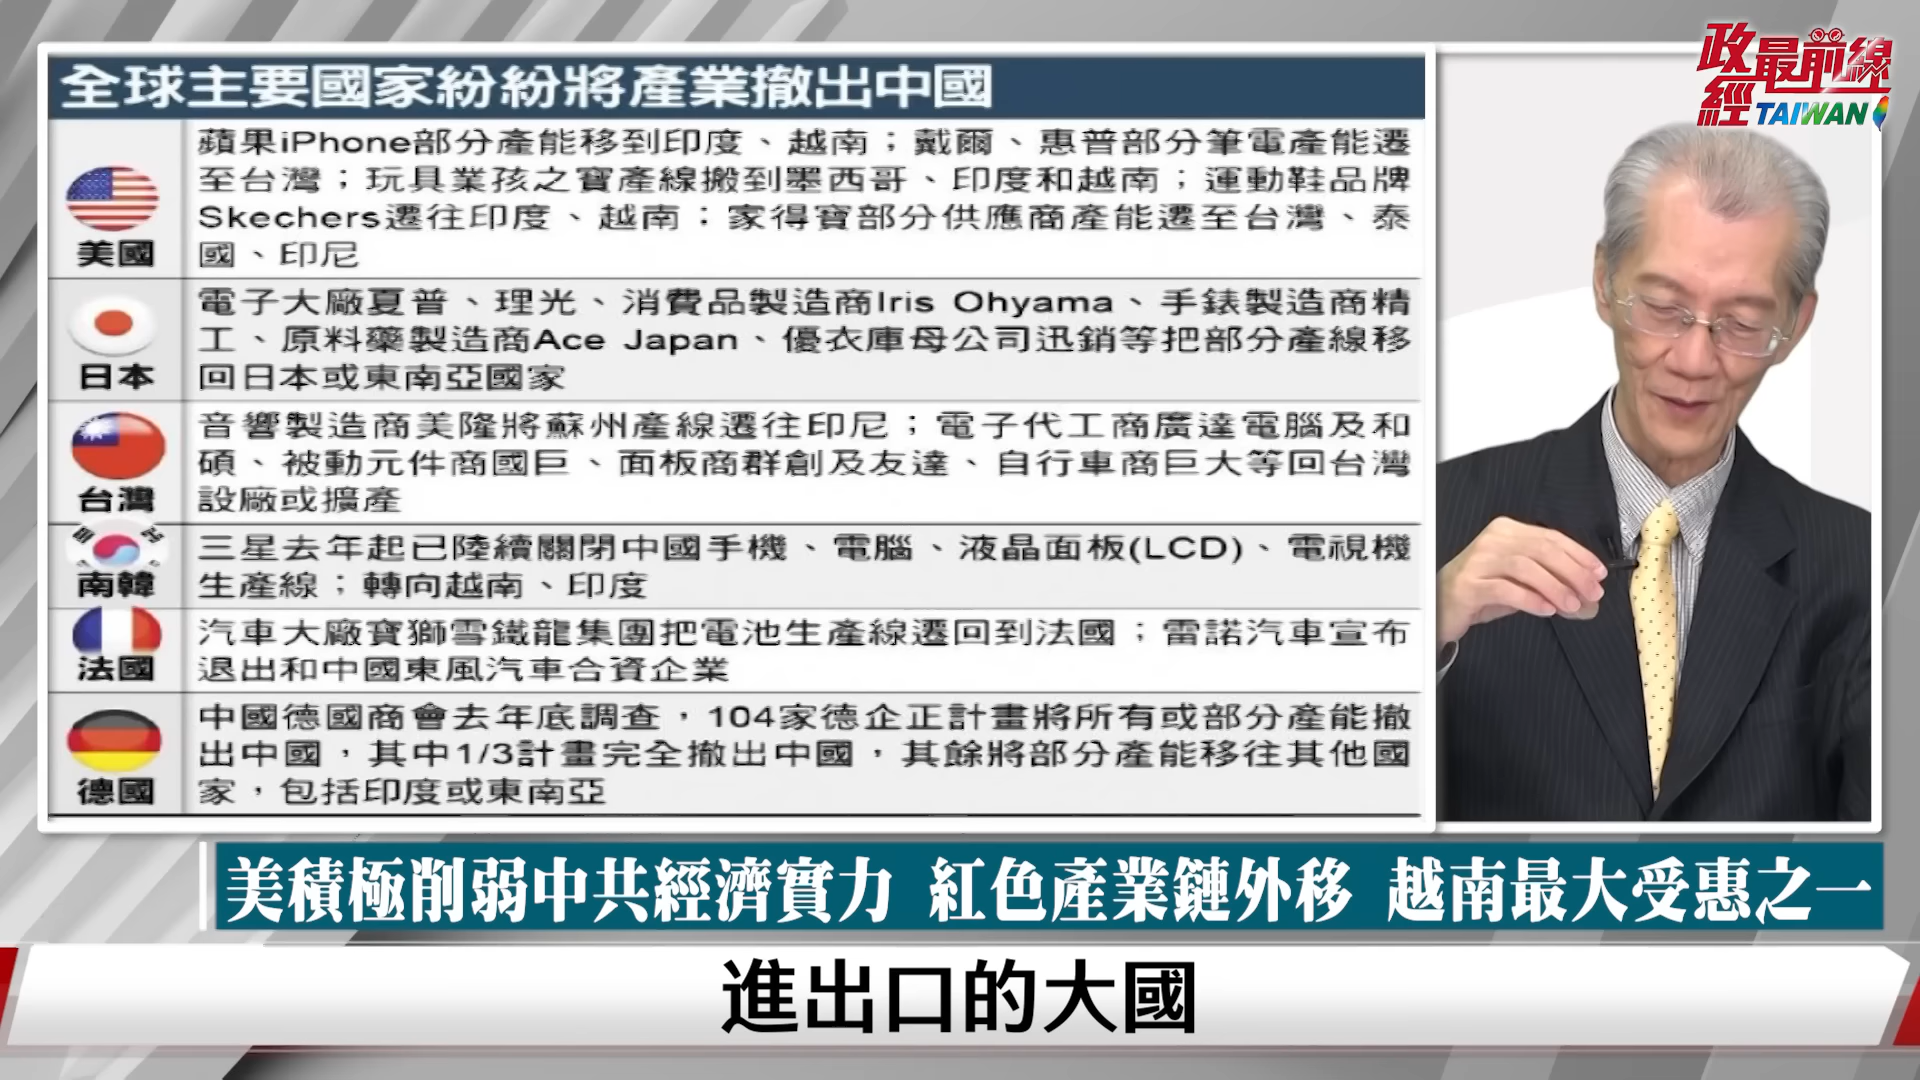 政經最前線
TAIWAN
全球主要國家紛紛將產業撤出中國
美國
蘋果iPhone部分產能移到印度、越南；戴爾、惠普部分筆電產能遷
至台灣；玩具業孩之寶產線搬到墨西哥、印度和越南；運動鞋品牌
Skechers遷往印度、越南；家得寶部分供應商產能遷至台灣、泰
國、印尼
日本
電子大廠夏普、理光、消費品製造商Iris Ohyama、手錶製造商精
工、原料藥製造商Ace Japan、優衣庫母公司迅銷等把部分產線移
回日本或東南亞國家
台灣
音響製造商美隆將蘇州產線遷往印尼；電子代工商廣達電腦及和
碩、被動元件商國巨、面板商群創及友達、自行車商巨大等回台灣
設廠或擴產
南韓
三星去年起已陸續關閉中國手機、電腦、液晶面板(LCD)、電視機
生產線；轉向越南、印度
法國
汽車大廠寶獅雪鐵龍集團把電池生產線遷回到法國；雷諾汽車宣布
退出和中國東風汽車合資企業
德國
中國德國商會去年底調查，104家德企正計畫將所有或部分產能撤
出中國，其中1/3計畫完全撤出中國，其餘將部分產能移往其他國
家，包括印度或東南亞
美積極削弱中共經濟實力 紅色產業鏈外移 越南最大受惠之一
進出口的大國